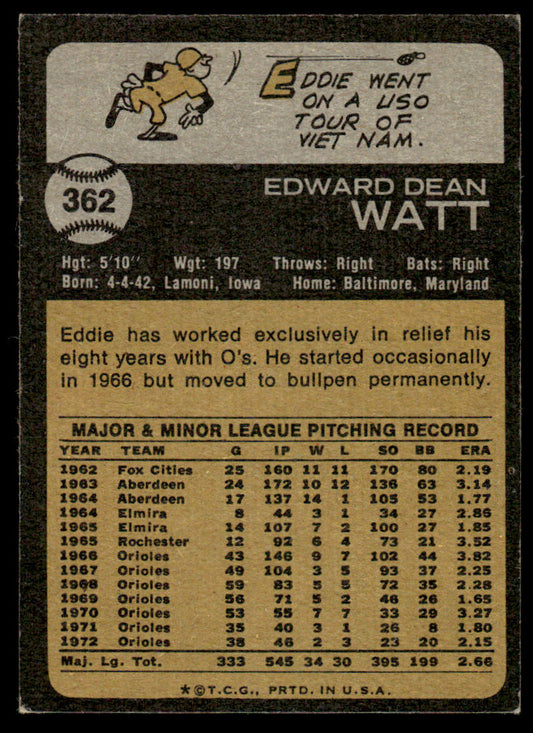 EDDIE WENT
ON A USO
TOUR OF
VIET NAM.
362
EDWARD DEAN
WATT
Hgt: 5'10" Wgt: 197 Throws: Right Bats: Right
Born: 4-4-42, Lamoni, Iowa Home: Baltimore, Maryland
Eddie has worked exclusively in relief his
eight years with O's. He started occasionally
in 1966 but moved to bullpen permanently.
MAJOR & MINOR LEAGUE PITCHING RECORD
YEAR TEAM G IP W L SO BB ERA
1962 Fox Cities 25 160 11 11 170 80 2.19
1963 Aberdeen 24 172 10 12 136 63 3.14
1964 Aberdeen 17 137 14 1 105 53 1.77
1964 Elmira 8 44 3 1 34 27 2.86
1965 Elmira 14 107 7 2 100 27 1.85
1965 Rochester 12 92 6 4 73 21 3.52
1966 Orioles 43 146 9 7 102 44 3.82
1967 Orioles 49 104 3 5 93 37 2.25
1968 Orioles 59 83 5 5 72 35 2.28
1969 Orioles 56 71 5 2 46 26 1.65
1970 Orioles 53 55 7 7 33 29 3.27
1971 Orioles 35 40 3 1 26 8 1.80
1972 Orioles 38 46 2 3 23 20 2.15
Maj. Lg. Tot. 333 545 34 30 395 199 2.66
*©T.C.G., PRTD. IN U.S.A.